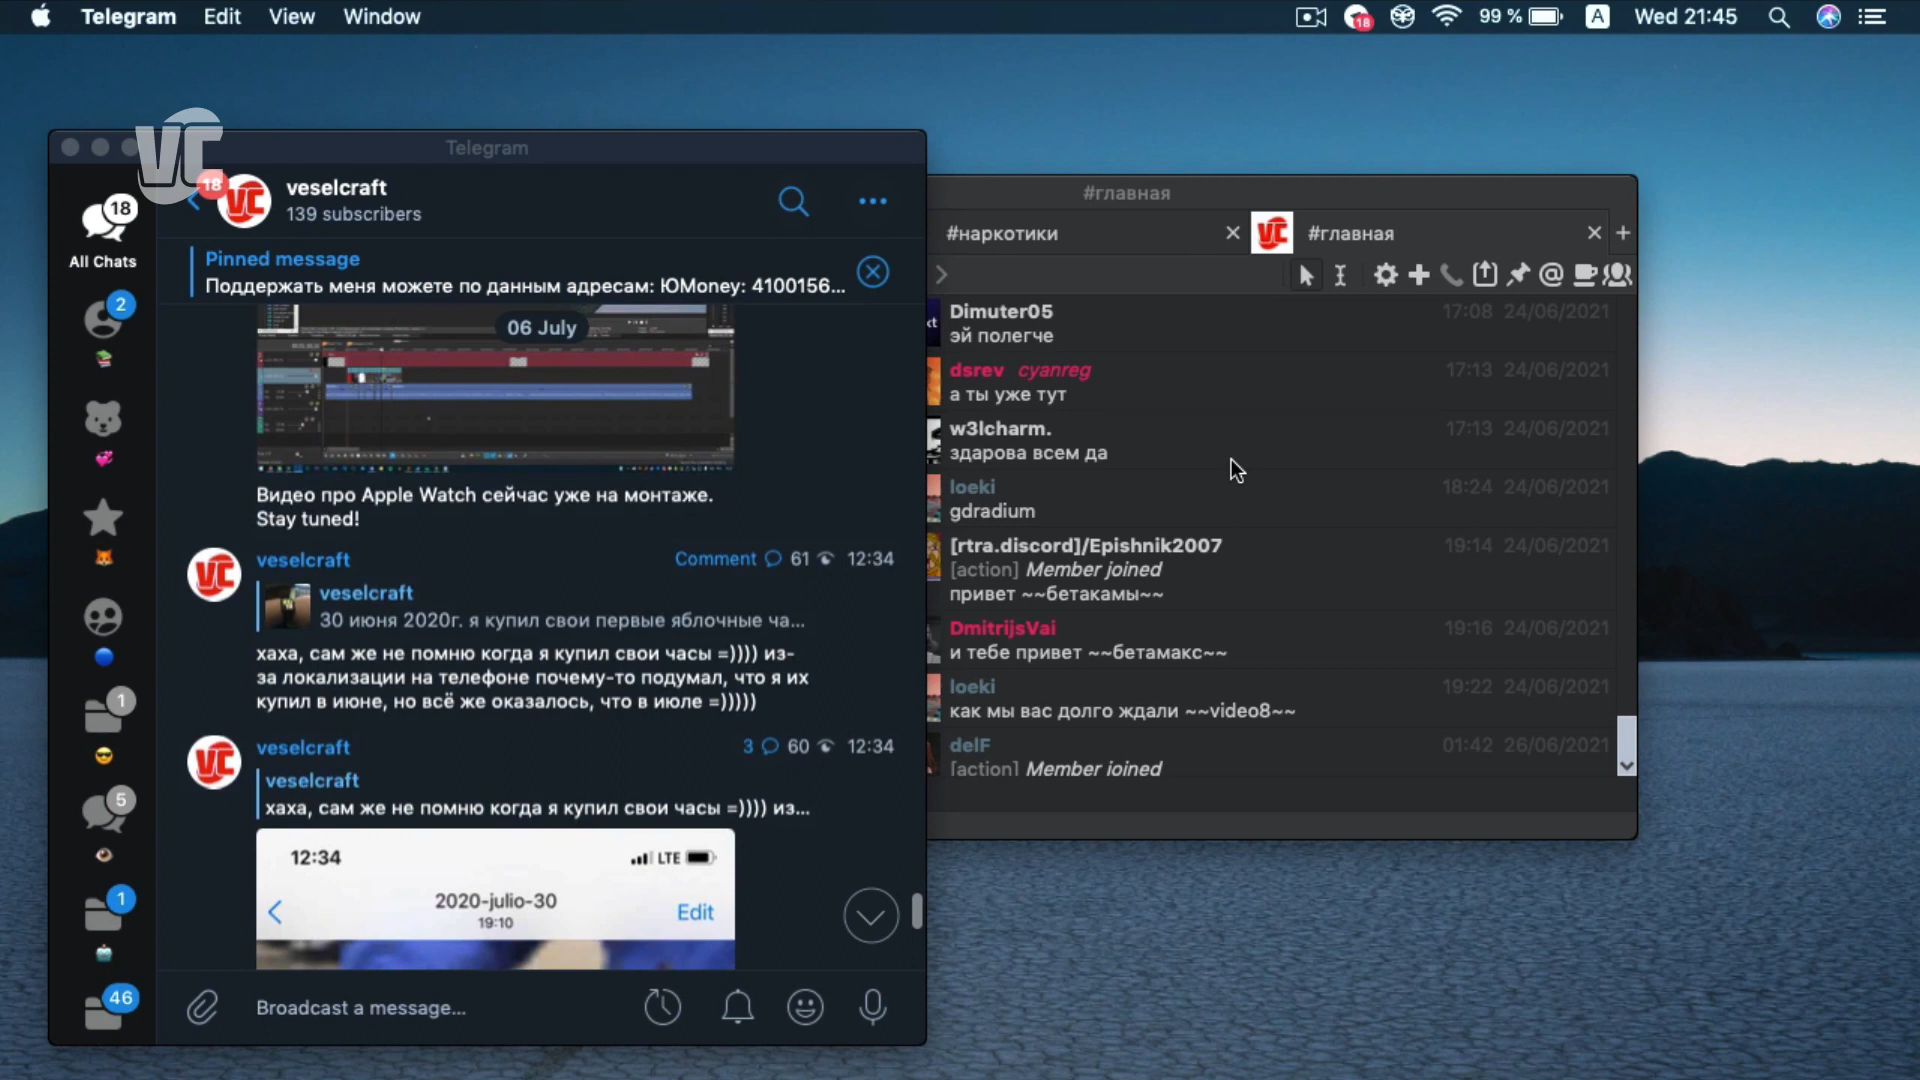 Telegram Edit View Window
18 99 % A Wed 21:45
VC
Telegram
18
All Chats
2
1
5
1
46
18
VC
veselcraft
139 subscribers
Pinned message
Поддержать меня можете по данным адресам: ЮMoney: 4100156...
06 July
Видео про Apple Watch сейчас уже на монтаже.
Stay tuned!
VC
veselcraft
Comment 61 12:34
veselcraft
30 июня 2020г. я купил свои первые яблочные ча...
хаха, сам же не помню когда я купил свои часы =)))) из-
за локализации на телефоне почему-то подумал, что я их
купил в июне, но всё же оказалось, что в июле =)))))
VC
veselcraft
3 60 12:34
veselcraft
хаха, сам же не помню когда я купил свои часы =)))) из...
12:34
LTE
2020-julio-30
19:10
Edit
Broadcast a message...
#главная
#наркотики
VC
#главная
kt
Dimuter05 17:08 24/06/2021
эй полегче
dsrev cyanreg 17:13 24/06/2021
а ты уже тут
w3lcharm. 17:13 24/06/2021
здарова всем да
loeki 18:24 24/06/2021
gdradium
[rtra.discord]/Epishnik2007 19:14 24/06/2021
[action] Member joined
привет ~~бетакамы~~
DmitrijsVai 19:16 24/06/2021
и тебе привет ~~бетамакс~~
loeki 19:22 24/06/2021
как мы вас долго ждали ~~video8~~
delF 01:42 26/06/2021
[action] Member joined